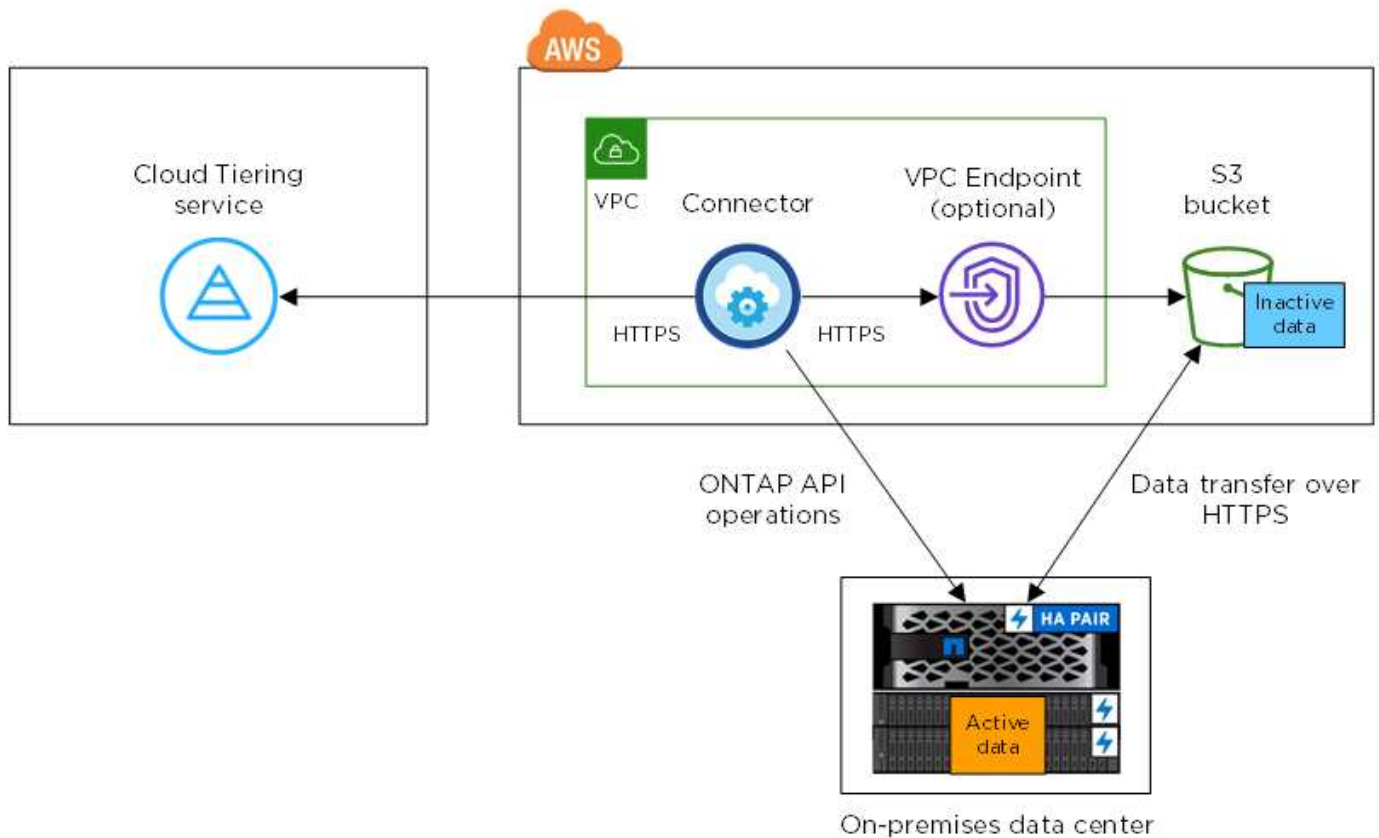 AWS
Cloud Tiering
service
VPC
Connector
VPC Endpoint
(optional)
S3
bucket
HTTPS
HTTPS
Inactive
data
ONTAP API
operations
Data transfer over
HTTPS
HA PAIR
Active
data
On-premises data center